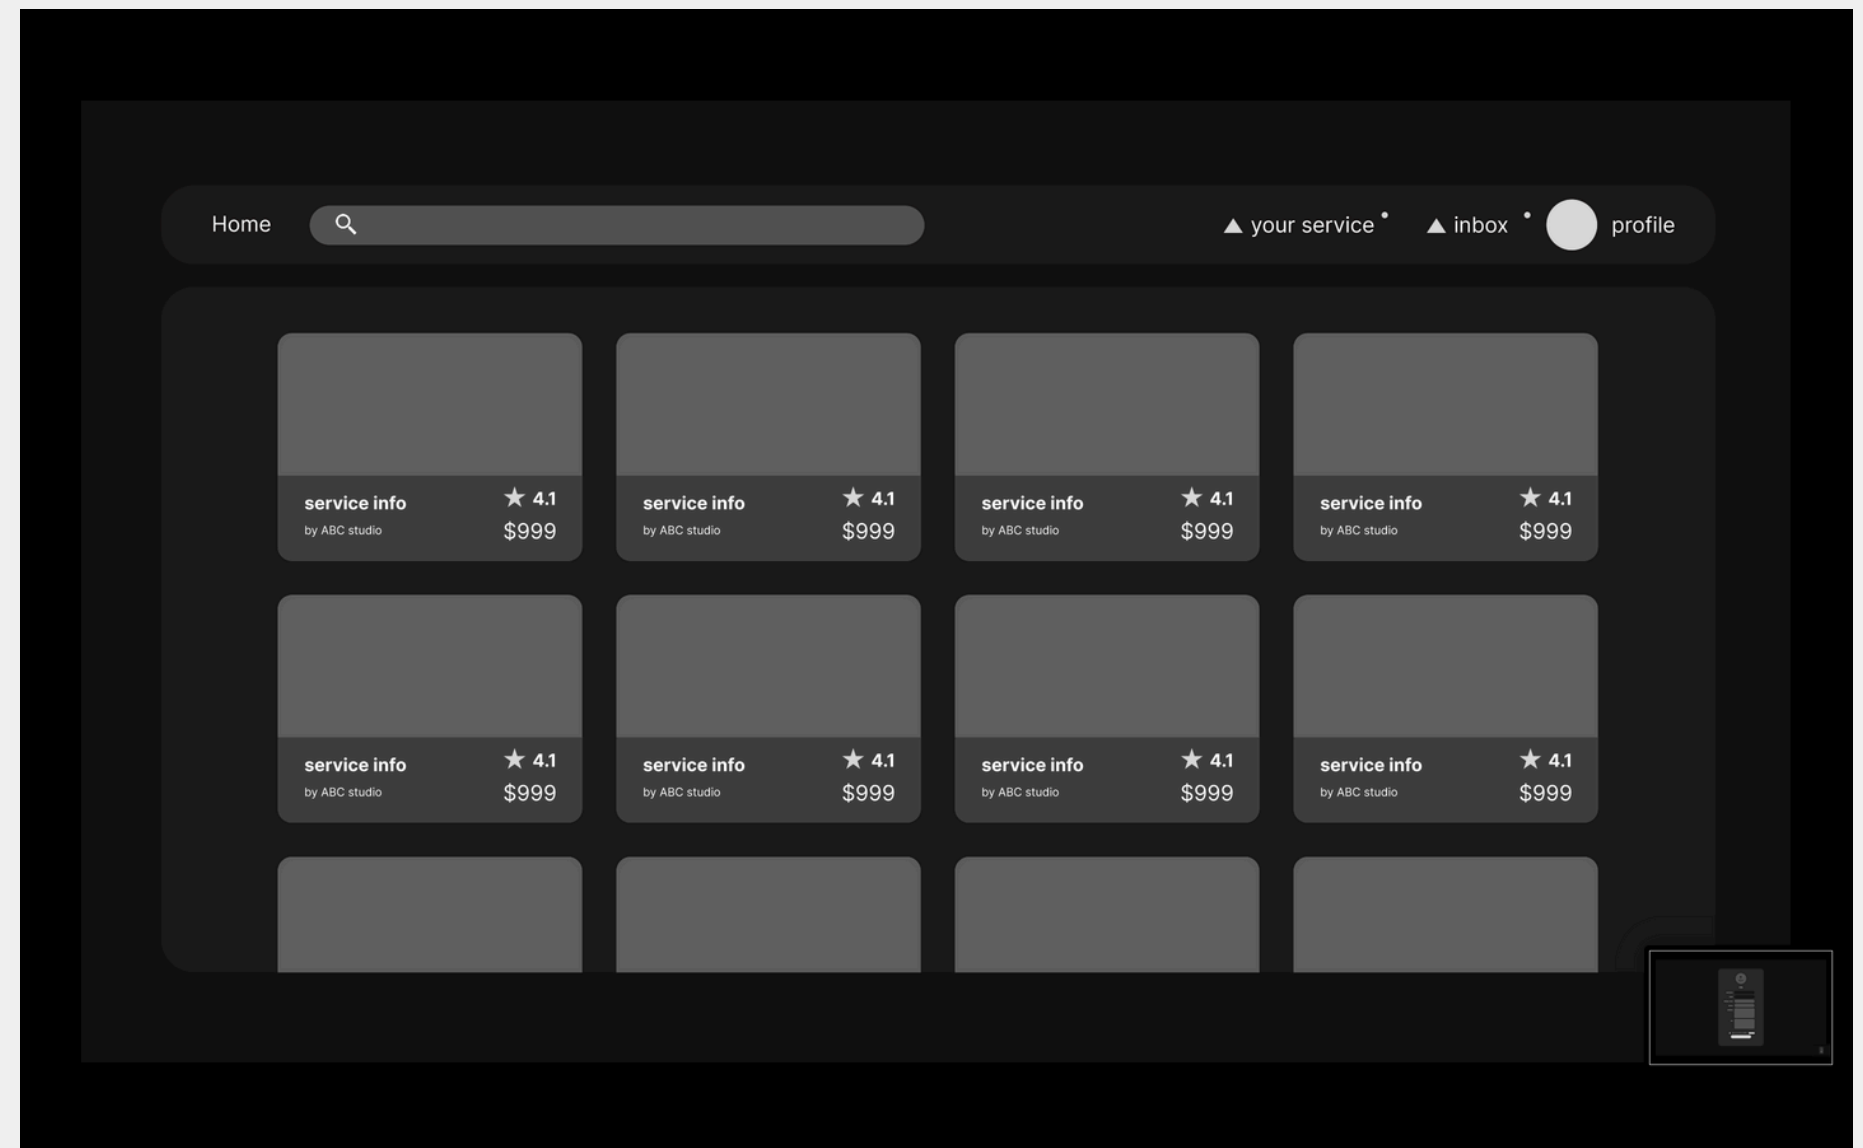 Home
your service
inbox
profile
service info ★ 4.1
by ABC studio $999
service info ★ 4.1
by ABC studio $999
service info ★ 4.1
by ABC studio $999
service info ★ 4.1
by ABC studio $999
service info ★ 4.1
by ABC studio $999
service info ★ 4.1
by ABC studio $999
service info ★ 4.1
by ABC studio $999
service info ★ 4.1
by ABC studio $999